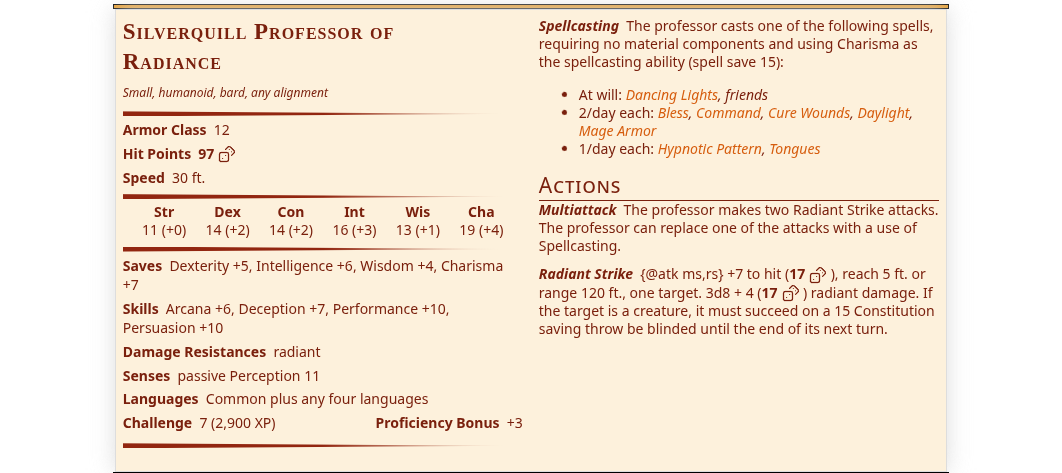 Silverquill Professor of
Radiance
Small, humanoid, bard, any alignment
Armor Class 12
Hit Points 97
Speed 30 ft.
Str Dex Con Int Wis Cha
11 (+0) 14 (+2) 14 (+2) 16 (+3) 13 (+1) 19 (+4)
Saves Dexterity +5, Intelligence +6, Wisdom +4, Charisma
+7
Skills Arcana +6, Deception +7, Performance +10,
Persuasion +10
Damage Resistances radiant
Senses passive Perception 11
Languages Common plus any four languages
Challenge 7 (2,900 XP) Proficiency Bonus +3
Spellcasting The professor casts one of the following spells,
requiring no material components and using Charisma as
the spellcasting ability (spell save 15):
• At will: Dancing Lights, friends
• 2/day each: Bless, Command, Cure Wounds, Daylight,
Mage Armor
• 1/day each: Hypnotic Pattern, Tongues
Actions
Multiattack The professor makes two Radiant Strike attacks.
The professor can replace one of the attacks with a use of
Spellcasting.
Radiant Strike {@atk ms,rs} +7 to hit (17 ), reach 5 ft. or
range 120 ft., one target. 3d8 + 4 (17 ) radiant damage. If
the target is a creature, it must succeed on a 15 Constitution
saving throw be blinded until the end of its next turn.